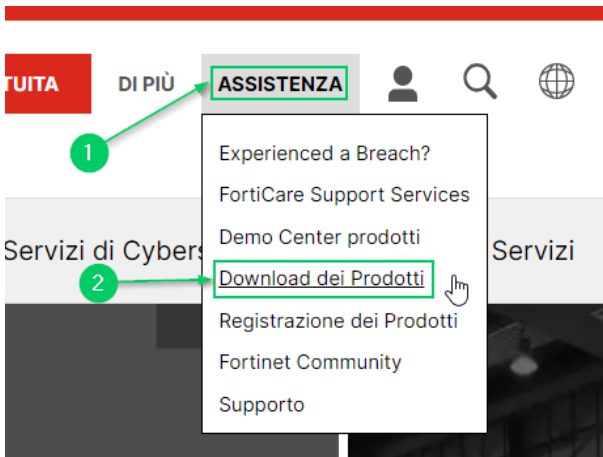 TUITA
DI PIÙ
ASSISTENZA
1
Experienced a Breach?
FortiCare Support Services
Servizi di Cybers
Demo Center prodotti
Servizi
2
Download dei Prodotti
Registrazione dei Prodotti
Fortinet Community
Supporto